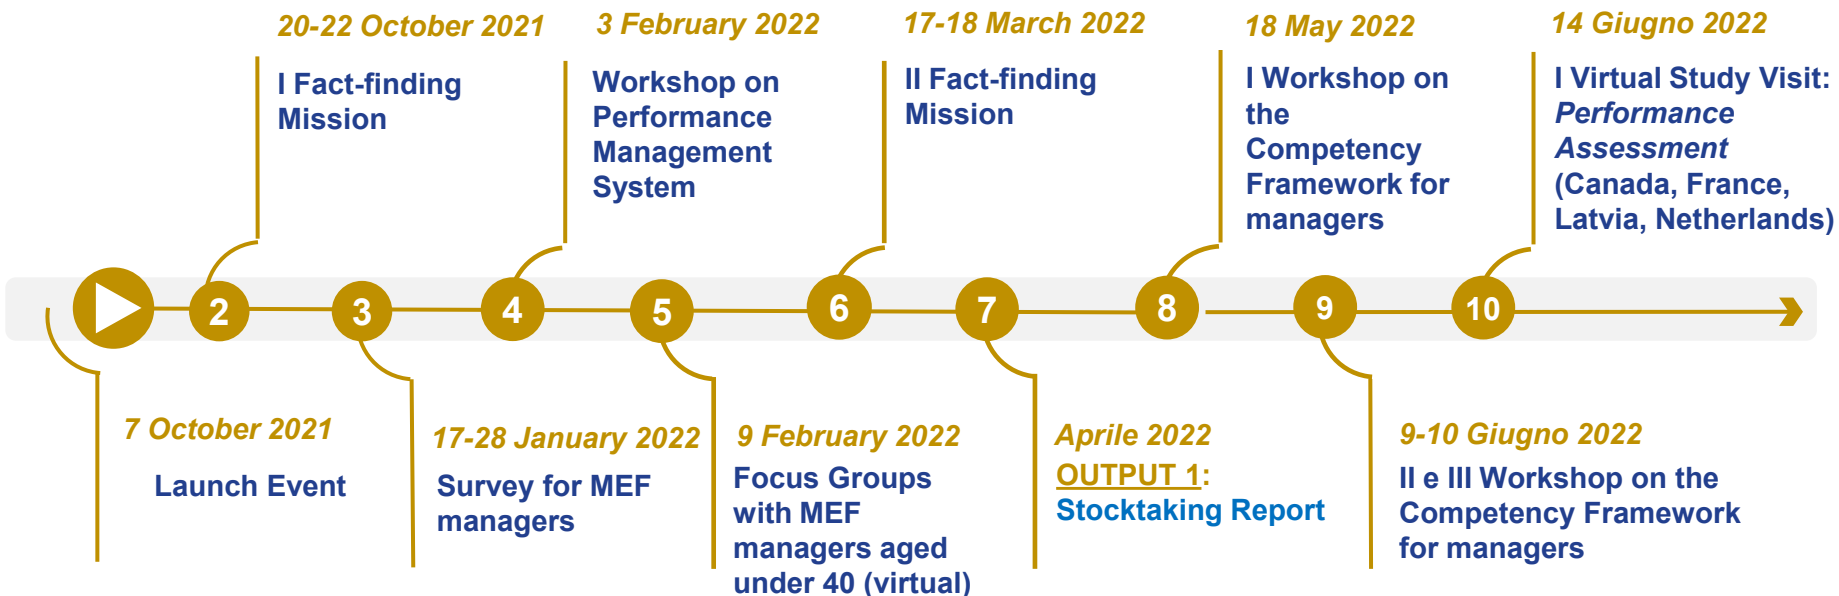 20-22 October 2021
I Fact-finding
Mission
3 February 2022
Workshop on
Performance
Management
System
17-18 March 2022
II Fact-finding
Mission
18 May 2022
I Workshop on
the
Competency
Framework for
managers
14 Giugno 2022
I Virtual Study Visit:
Performance
Assessment
(Canada, France,
Latvia, Netherlands)
2
3
4
5
6
7
8
9
10
7 October 2021
Launch Event
17-28 January 2022
Survey for MEF
managers
9 February 2022
Focus Groups
with MEF
managers aged
under 40 (virtual)
Aprile 2022
OUTPUT 1:
Stocktaking Report
9-10 Giugno 2022
II e III Workshop on the
Competency Framework
for managers